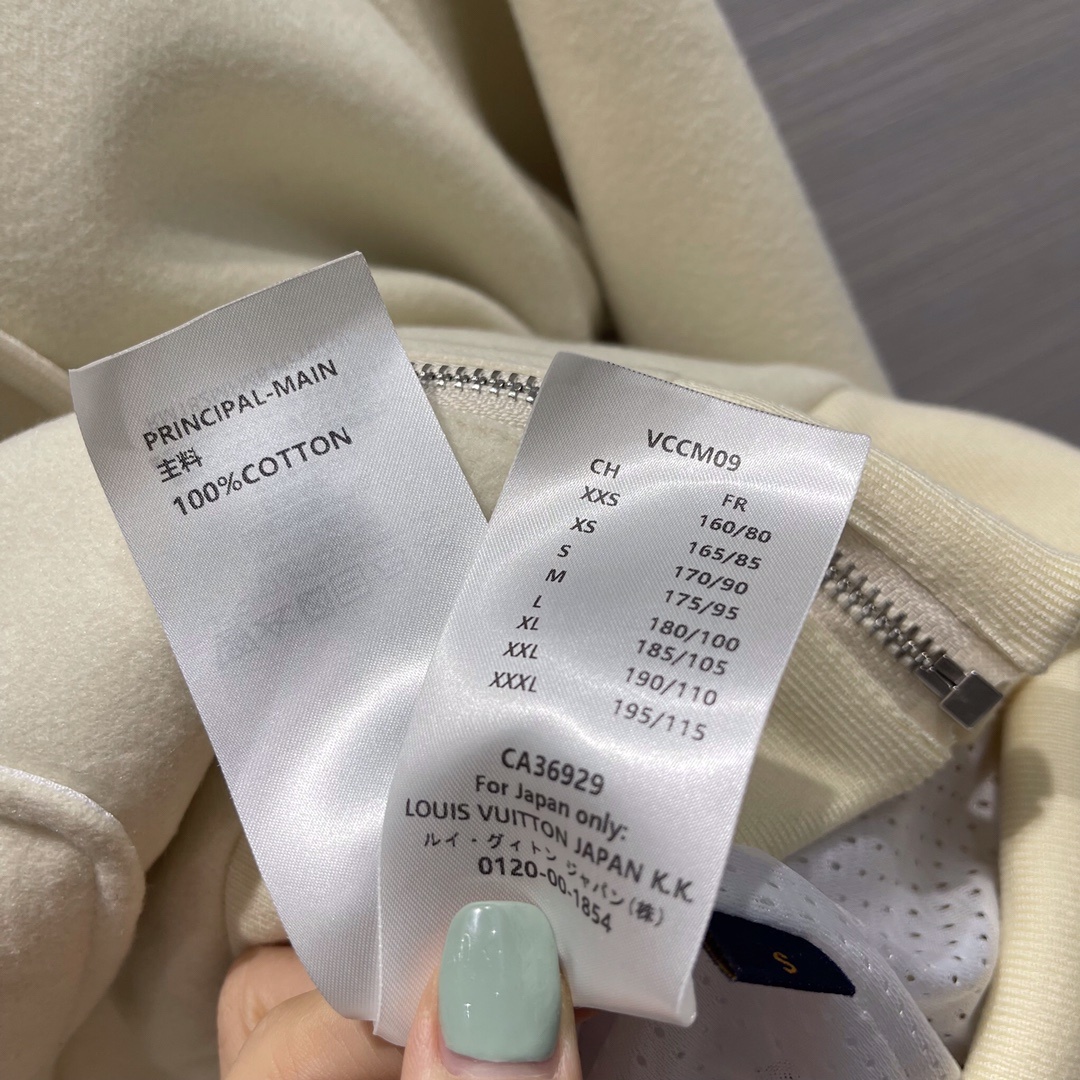 PRINCIPAL-MAIN
主料
100%COTTON
VCCM09
CH FR
XXS 160/80
XS 165/85
S 170/90
M 175/95
L 180/100
XL 185/105
XXL 190/110
XXXL 195/115
CA36929
For Japan only:
LOUIS VUITTON JAPAN K.K.
ルイ・ヴィトン ジャパン(株)
0120-00-1854
S